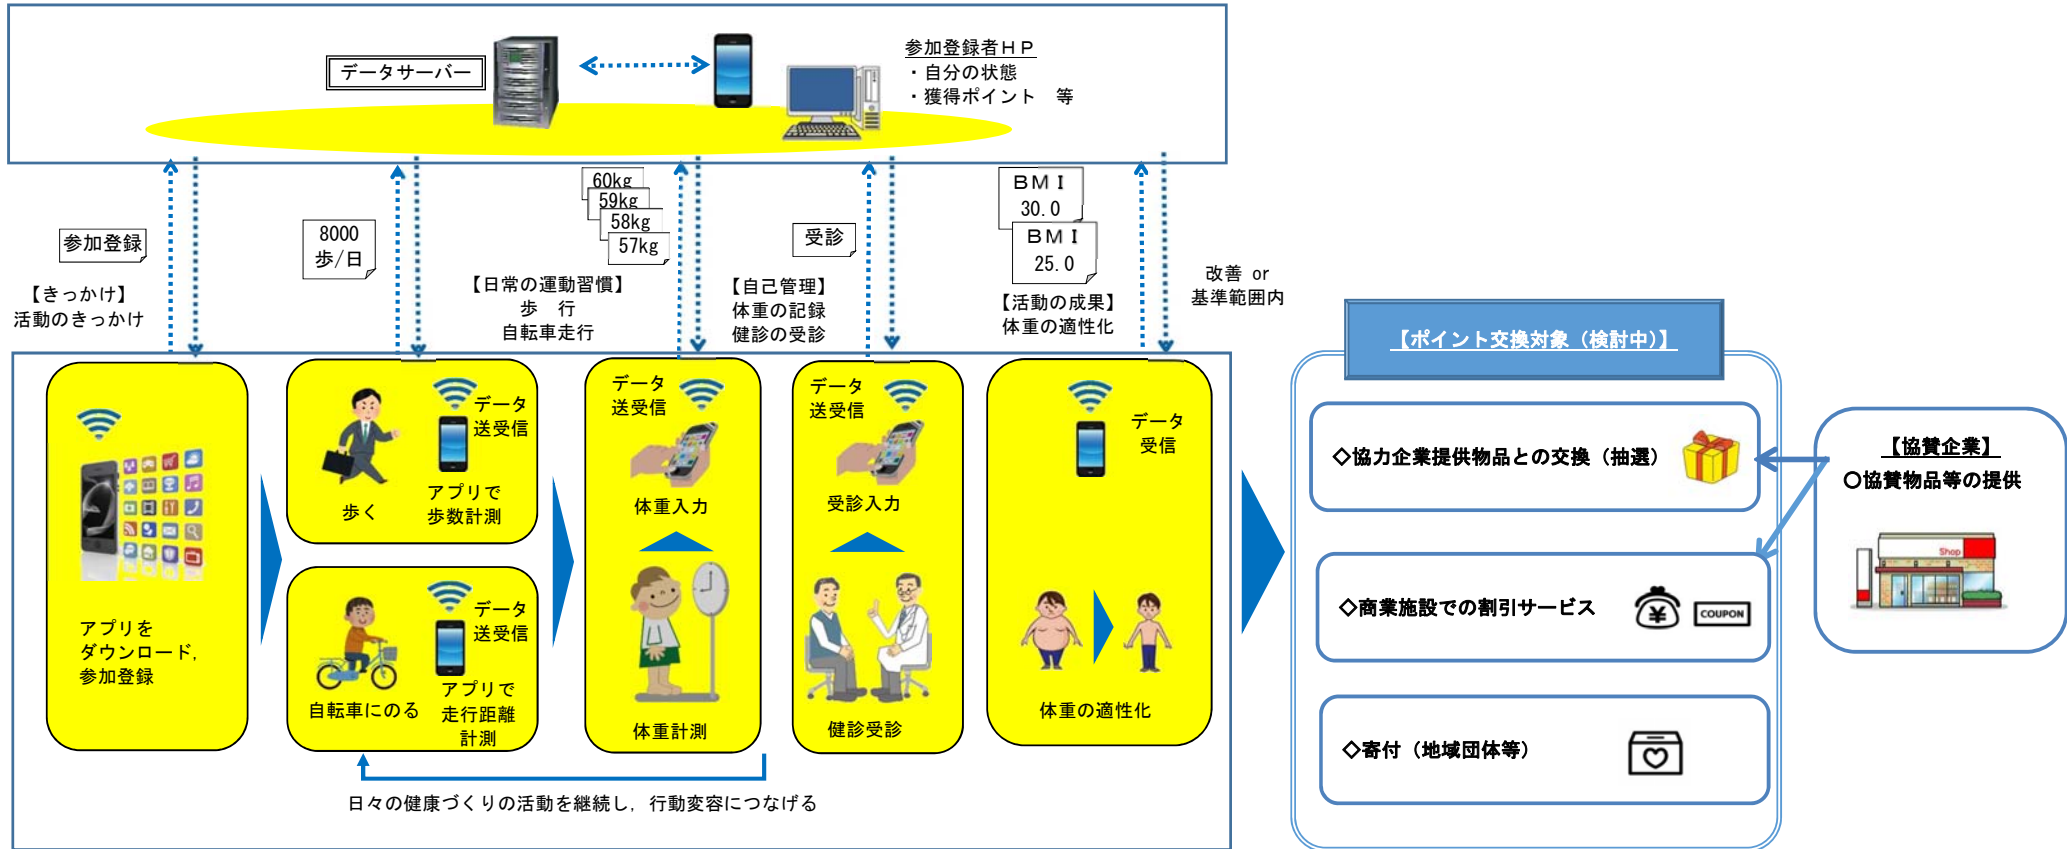 データサーバー
参加登録者ＨＰ
・自分の状態
・獲得ポイント　等
参加登録
【きっかけ】
活動のきっかけ
8000
歩/日
60kg
59kg
58kg
57kg
【日常の運動習慣】
歩　行
自転車走行
受診
【自己管理】
体重の記録
健診の受診
ＢＭＩ
30.0
ＢＭＩ
25.0
【活動の成果】
体重の適性化
改善 or
基準範囲内
アプリを
ダウンロード，
参加登録
データ
送受信
歩く
アプリで
歩数計測
データ
送受信
自転車にのる
アプリで
走行距離
計測
データ
送受信
体重入力
体重計測
データ
送受信
受診入力
健診受診
データ
受信
体重の適性化
日々の健康づくりの活動を継続し，行動変容につなげる
【ポイント交換対象（検討中）】
◇協力企業提供物品との交換（抽選）
◇商業施設での割引サービス
¥
COUPON
◇寄付（地域団体等）
【協賛企業】
○協賛物品等の提供
Shop